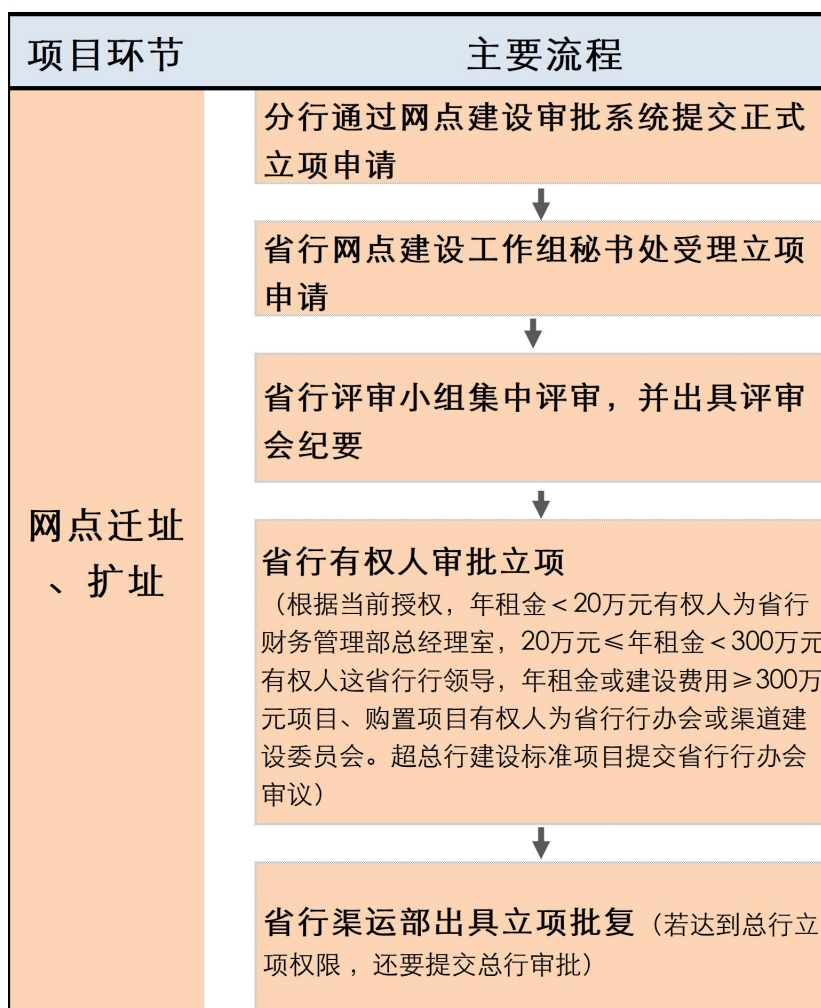 项目环节
主要流程
网点迁址
、扩址
分行通过网点建设审批系统提交正式
立项申请
省行网点建设工作组秘书处受理立项
申请
省行评审小组集中评审，并出具评审
会纪要
省行有权人审批立项
（根据当前授权，年租金＜20万元有权人为省行
财务管理部总经理室，20万元≤年租金＜300万元
有权人这省行行领导，年租金或建设费用≥300万
元项目、购置项目有权人为省行行办会或渠道建
设委员会。超总行建设标准项目提交省行行办会
审议）
省行渠运部出具立项批复（若达到总行立
项权限，还要提交总行审批）